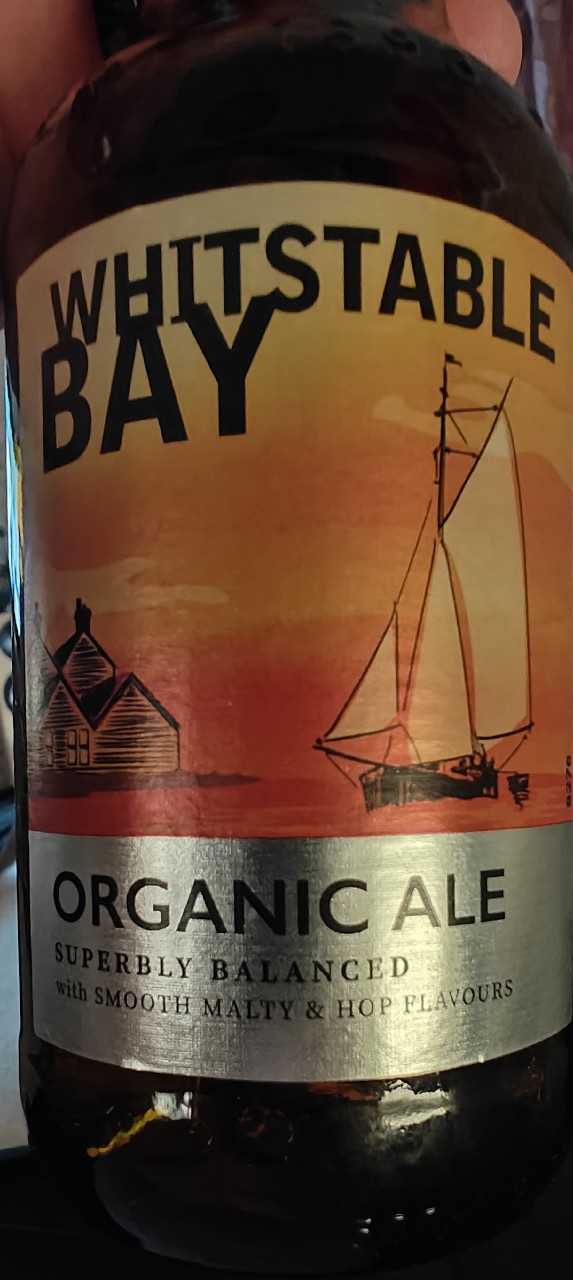 WHITSTABLE
BAY
ORGANIC ALE
SUPERBLY BALANCED
with SMOOTH MALTY & HOP FLAVOURS